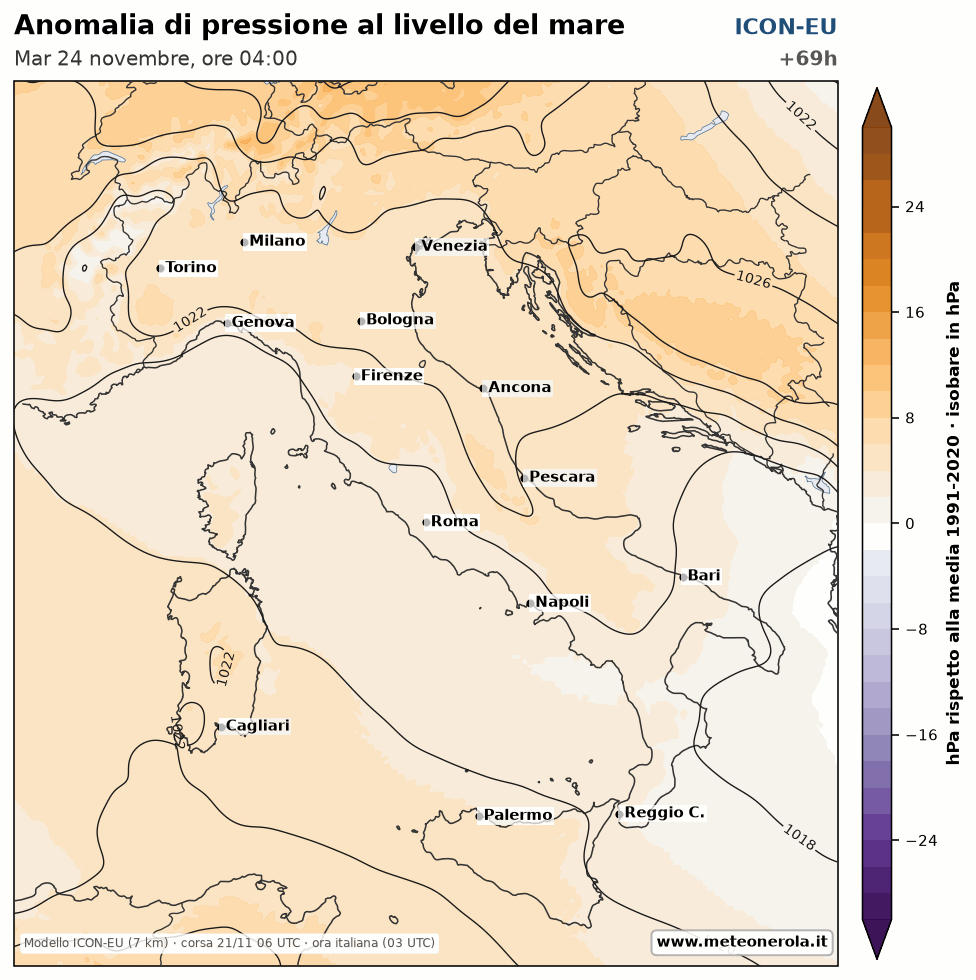 Anomalia di pressione al livello del mare
ICON-EU
Mar 24 novembre, ore 04:00
+69h
1022
1026
Milano
Venezia
Torino
1022
Genova
Bologna
Firenze
Ancona
Pescara
Roma
Bari
Napoli
1022
Cagliari
Palermo
Reggio C.
1018
24
16
8
0
−8
−16
−24
hPa rispetto alla media 1991-2020 · isobare in hPa
Modello ICON-EU (7 km) · corsa 21/11 06 UTC · ora italiana (03 UTC)
www.meteonerola.it